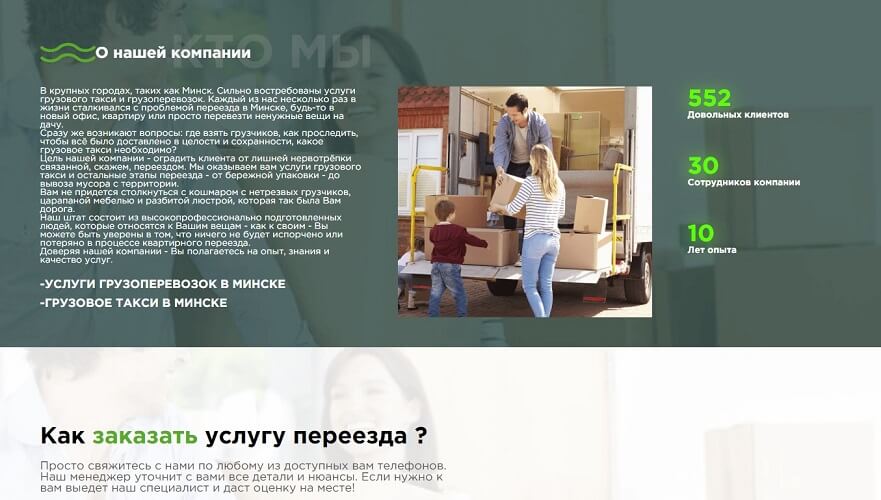 КТО МЫ
О нашей компании
В крупных городах, таких как Минск. Сильно востребованы услуги
грузового такси и грузоперевозок. Каждый из нас несколько раз в
жизни сталкивался с проблемой переезда в Минске, будь-то в
новый офис, квартиру или просто перевезти ненужные вещи на
дачу.
Сразу же возникают вопросы: где взять грузчиков, как проследить,
чтобы всё было доставлено в целости и сохранности, какое
грузовое такси необходимо?
Цель нашей компании - оградить клиента от лишней нервотрёпки
связанной, скажем, переездом. Мы оказываем вам услуги грузового
такси и остальные этапы переезда - от бережной упаковки - до
вывоза мусора с территории.
Вам не придется столкнуться с кошмаром с нетрезвых грузчиков,
царапаной мебелью и разбитой люстрой, которая так была Вам
дорога.
Наш штат состоит из высокопрофессионально подготовленных
людей, которые относятся к Вашим вещам - как к своим - Вы
можете быть уверены в том, что ничего не будет испорчено или
потеряно в процессе квартирного переезда.
Доверяя нашей компании - Вы полагаетесь на опыт, знания и
качество услуг.
-УСЛУГИ ГРУЗОПЕРЕВОЗОК В МИНСКЕ
-ГРУЗОВОЕ ТАКСИ В МИНСКЕ
552
Довольных клиентов
30
Сотрудников компании
10
Лет опыта
Как заказать услугу переезда ?
Просто свяжитесь с нами по любому из доступных вам телефонов.
Наш менеджер уточнит с вами все детали и нюансы. Если нужно к
вам выедет наш специалист и даст оценку на месте!